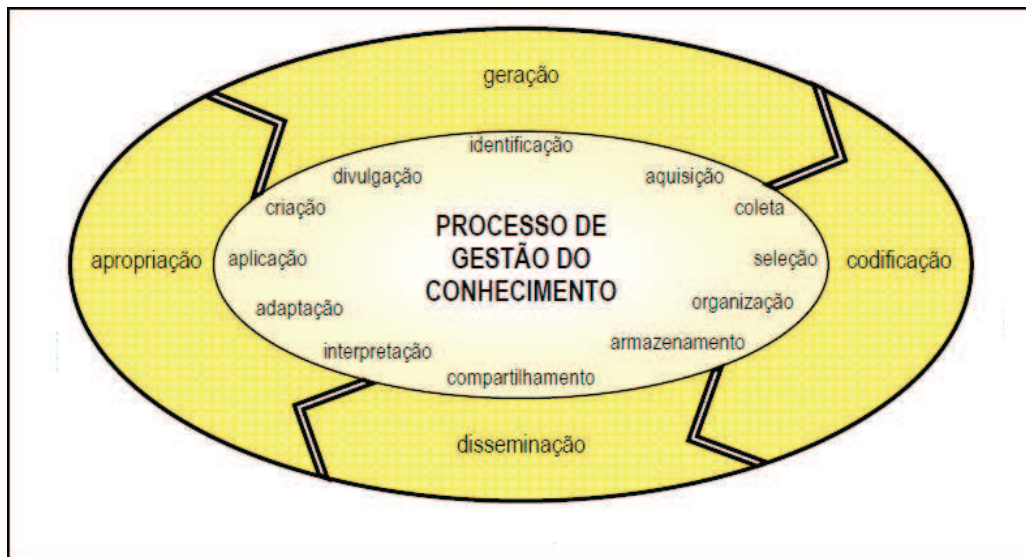 geração
identificação
divulgação
aquisição
criação
coleta
PROCESSO DE
GESTÃO DO
CONHECIMENTO
apropriação
aplicação
seleção
codificação
adaptação
organização
interpretação
armazenamento
compartilhamento
disseminação